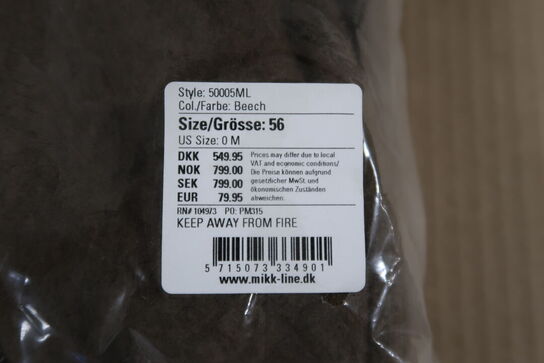 Style: 50005ML
Col./Farbe: Beech
Size/Grösse: 56
US Size: 0 M
DKK 549.95
NOK 799.00
SEK 799.00
EUR 79.95
Prices may differ due to local
VAT and economic conditions/
Die Preise können aufgrund
gesetzlicher MwSt. und
ökonomischen Zuständen
abweichen.
RN# 104973 PO: PM315
KEEP AWAY FROM FIRE
5 715073 334901
www.mikk-line.dk